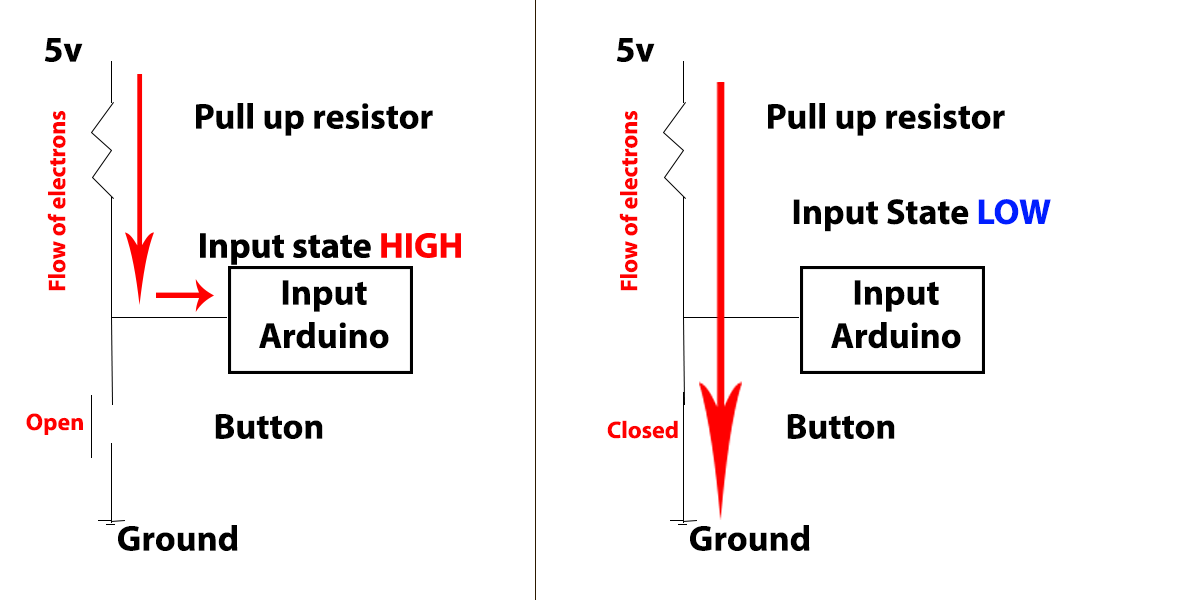 5v
Flow of electrons
Pull up resistor
Input state HIGH
Input
Arduino
Open
Button
Ground
5v
Flow of electrons
Pull up resistor
Input State LOW
Input
Arduino
Closed
Button
Ground